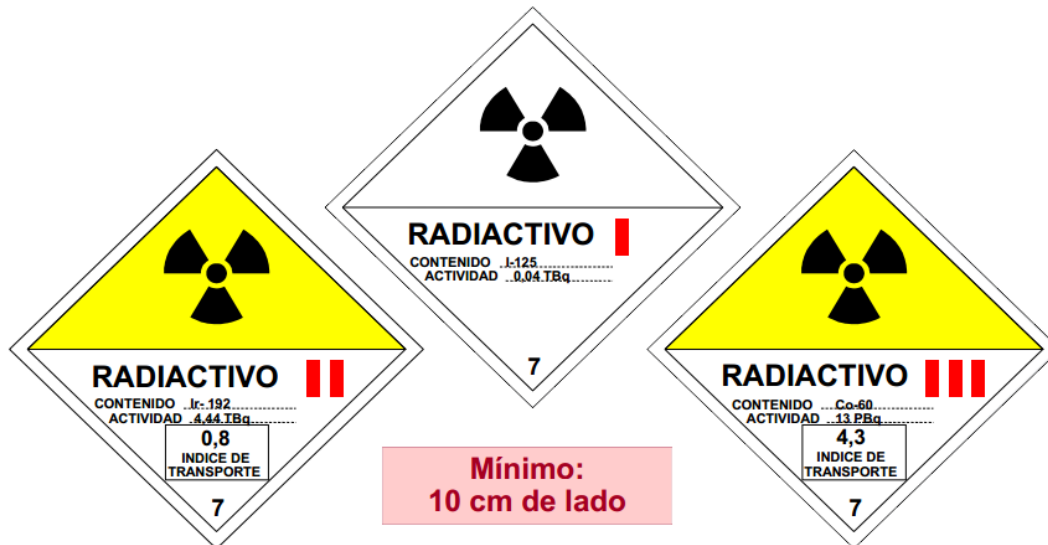 RADIACTIVO I
CONTENIDO I-125
ACTIVIDAD 0,04 TBq
7
RADIACTIVO II
CONTENIDO Ir- 192
ACTIVIDAD 4,44 TBq
0,8
INDICE DE
TRANSPORTE
7
RADIACTIVO III
CONTENIDO Co-60
ACTIVIDAD 13 PBq
4,3
INDICE DE
TRANSPORTE
7
Mínimo:
10 cm de lado